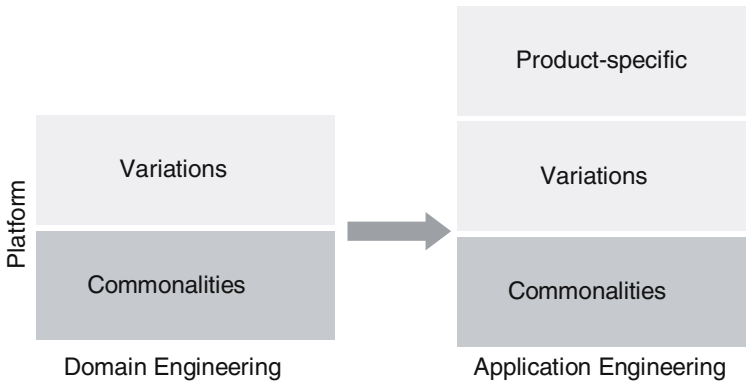 Product-specific
Variations
Variations
Platform
Commonalities
Commonalities
Domain Engineering
Application Engineering